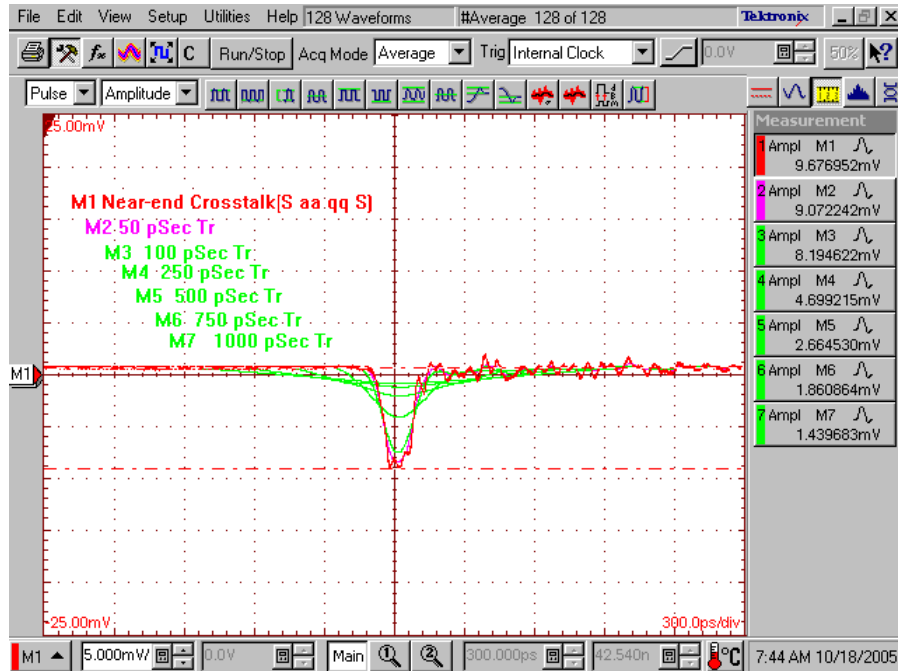 File Edit View Setup Utilities Help 128 Waveforms #Average 128 of 128 Tektronix
C Run/Stop Acq Mode Average Trig Internal Clock 0.0V 50% ?
Pulse Amplitude
25.00mV
M1 Near-end Crosstalk(S aa:qq S)
M2 50 pSec Tr
M3 100 pSec Tr
M4 250 pSec Tr
M5 500 pSec Tr
M6 750 pSec Tr
M7 1000 pSec Tr
M1
-25.00mV
300.0ps/div
Measurement
1 Ampl M1
9.676952mV
2 Ampl M2
9.072242mV
3 Ampl M3
8.194622mV
4 Ampl M4
4.699215mV
5 Ampl M5
2.664530mV
6 Ampl M6
1.860864mV
7 Ampl M7
1.439683mV
M1 5.000mV/ 0.0V Main 1 2 300.000ps 42.540n °C 7:44 AM 10/18/2005